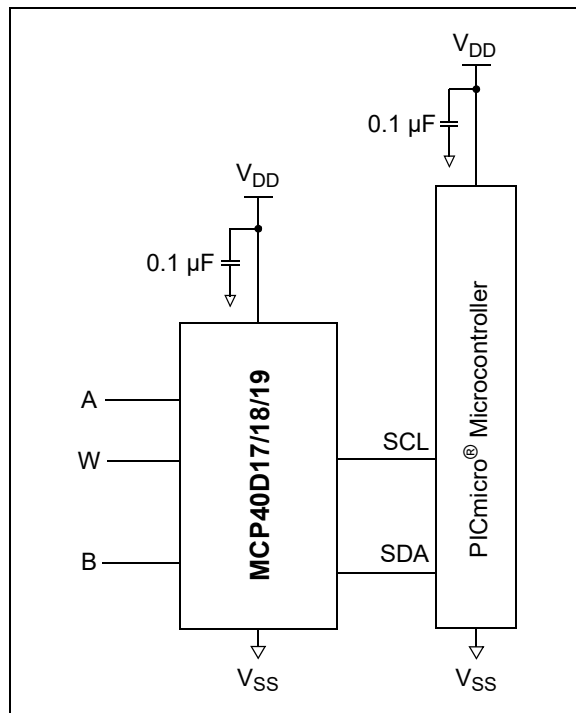 VDD
0.1 µF
VDD
0.1 µF
A
W
B
MCP40D17/18/19
SCL
SDA
PICmicro® Microcontroller
VSS
VSS